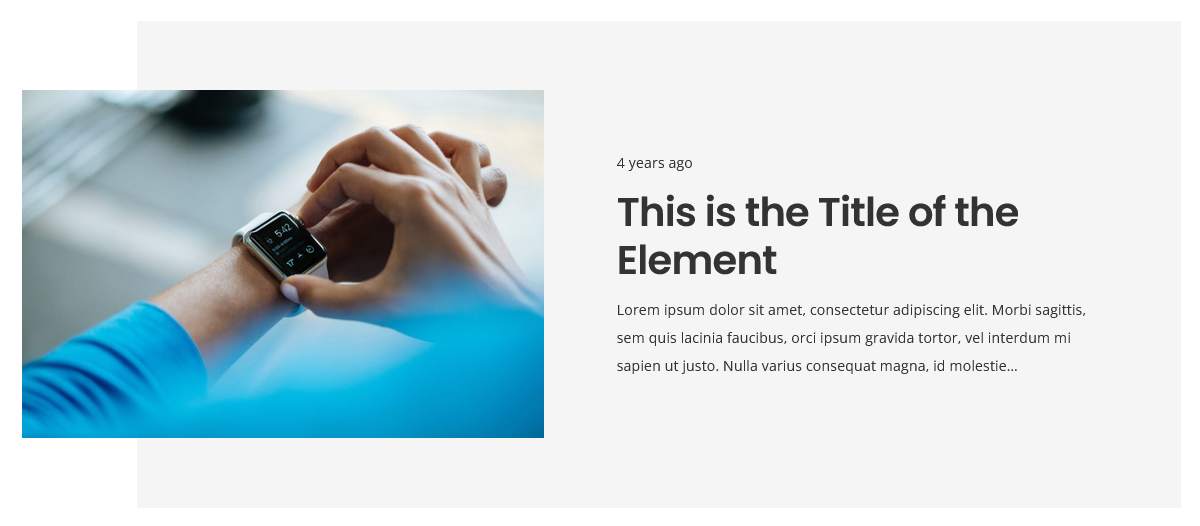 5:42
4 years ago
This is the Title of the
Element
Lorem ipsum dolor sit amet, consectetur adipiscing elit. Morbi sagittis,
sem quis lacinia faucibus, orci ipsum gravida tortor, vel interdum mi
sapien ut justo. Nulla varius consequat magna, id molestie...